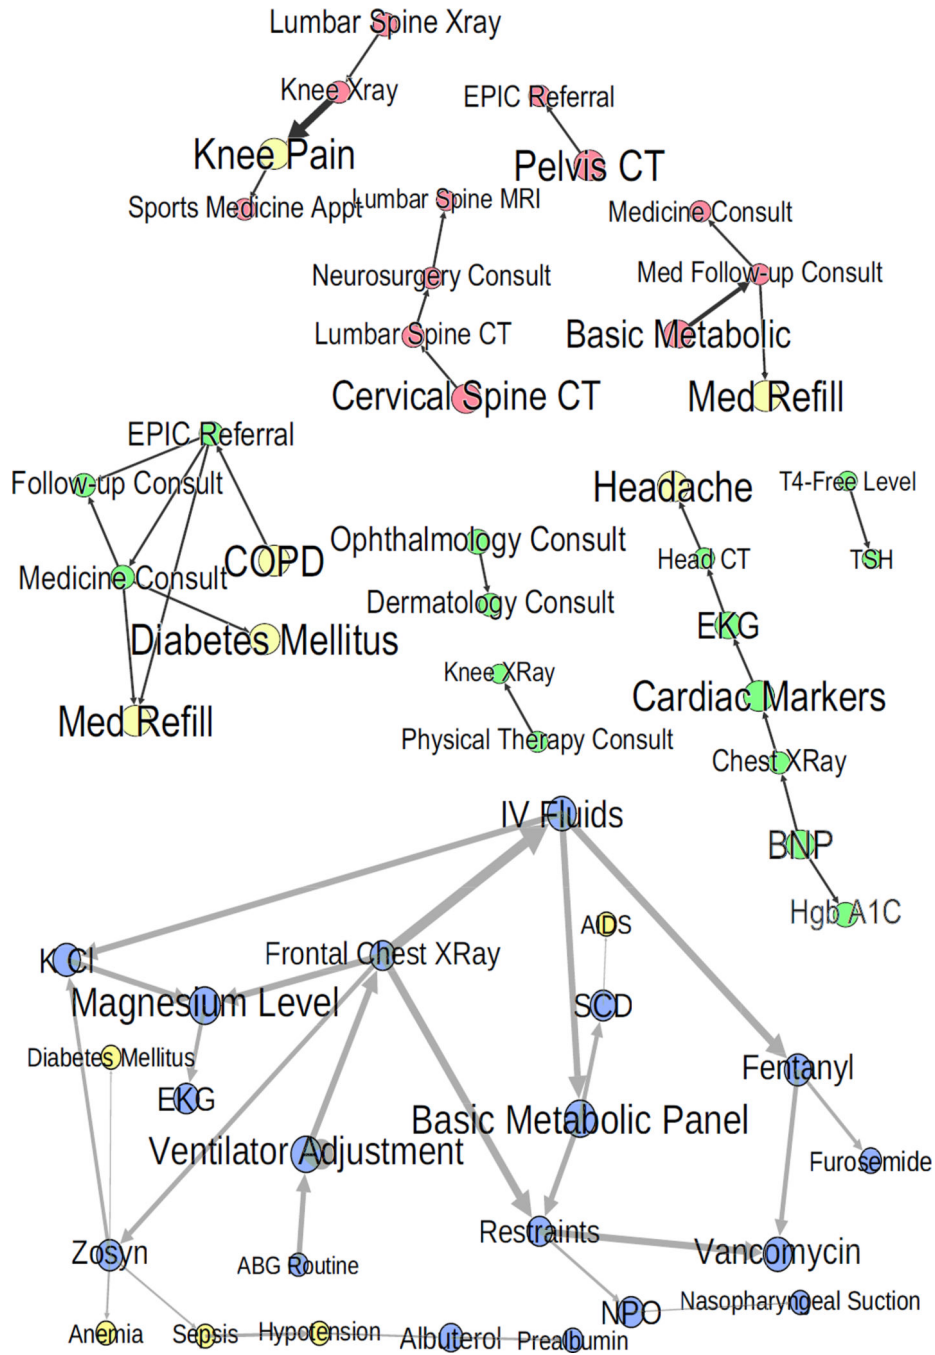 Lumbar Spine Xray
Knee Xray
EPIC Referral
Knee Pain
Pelvis CT
Sports Medicine Appt
Lumbar Spine MRI
Medicine Consult
Neurosurgery Consult
Med Follow-up Consult
Lumbar Spine CT
Basic Metabolic
Cervical Spine CT
Med Refill
EPIC Referral
Follow-up Consult
Headache
T4-Free Level
Ophthalmology Consult
COPD
Head CT
TSH
Medicine Consult
Dermatology Consult
EKG
Diabetes Mellitus
Knee XRay
Cardiac Markers
Med Refill
Physical Therapy Consult
Chest XRay
IV Fluids
BNP
Hgb A1C
AIDS
K Cl
Frontal Chest XRay
Magnesium Level
SCD
Diabetes Mellitus
Fentanyl
EKG
Basic Metabolic Panel
Ventilator Adjustment
Furosemide
Restraints
Zosyn
Vancomycin
ABG Routine
Nasopharyngeal Suction
NPO
Anemia
Sepsis
Hypotension
Albuterol
Prealbumin